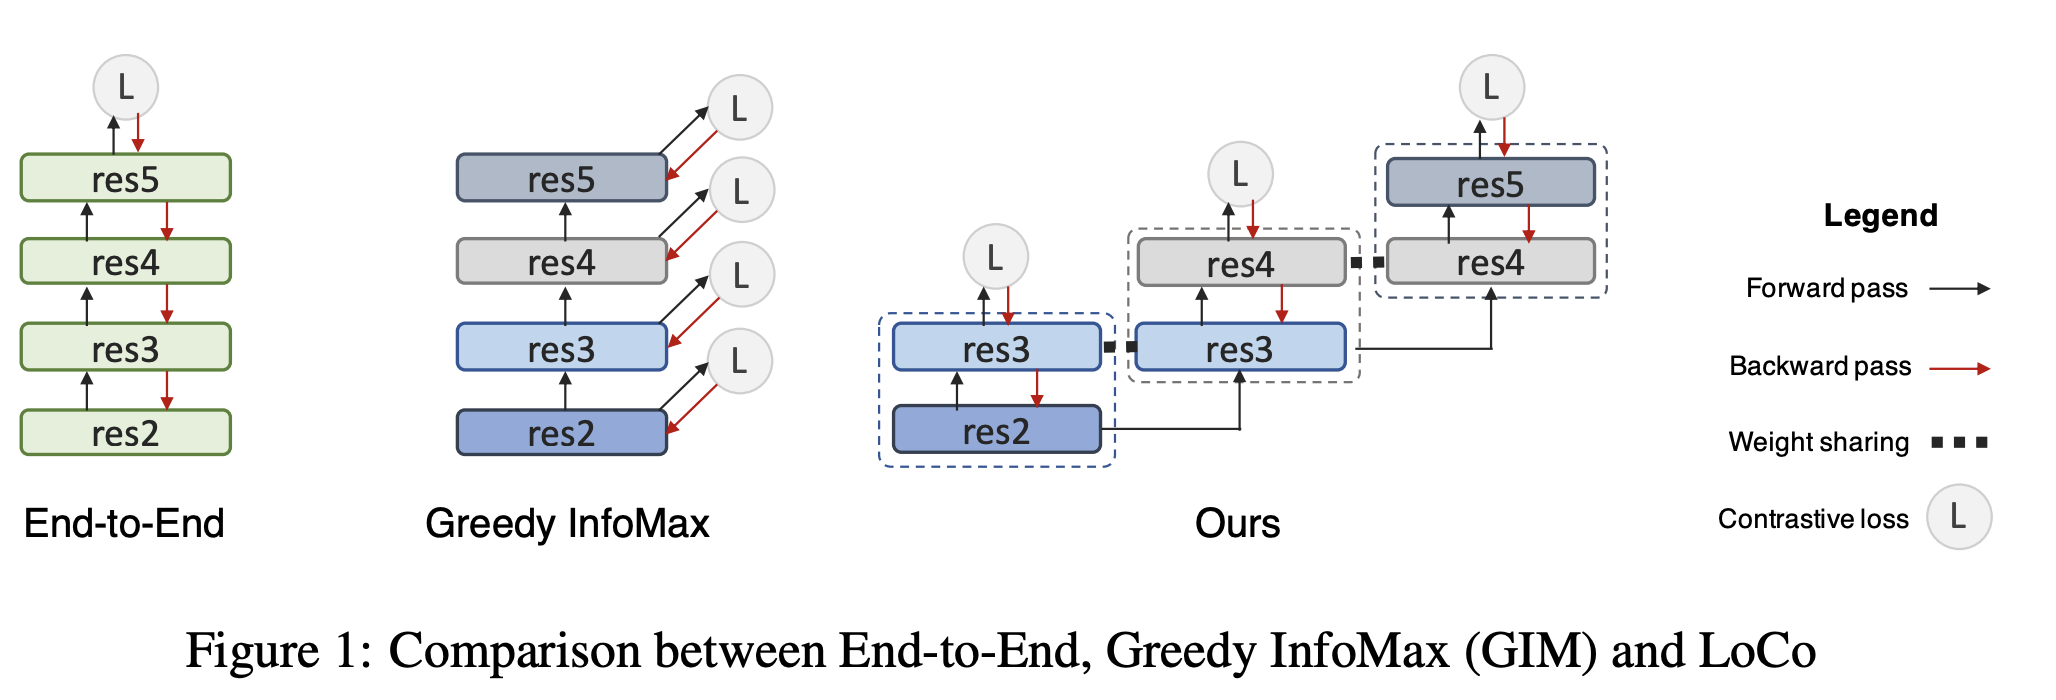 L
res5
res4
res3
res2
End-to-End
L
res5
L
res4
L
res3
L
res2
Greedy InfoMax
L
res3
res2
L
res4
res3
L
res5
res4
Ours
Legend
Forward pass
Backward pass
Weight sharing
Contrastive loss L
Figure 1: Comparison between End-to-End, Greedy InfoMax (GIM) and LoCo